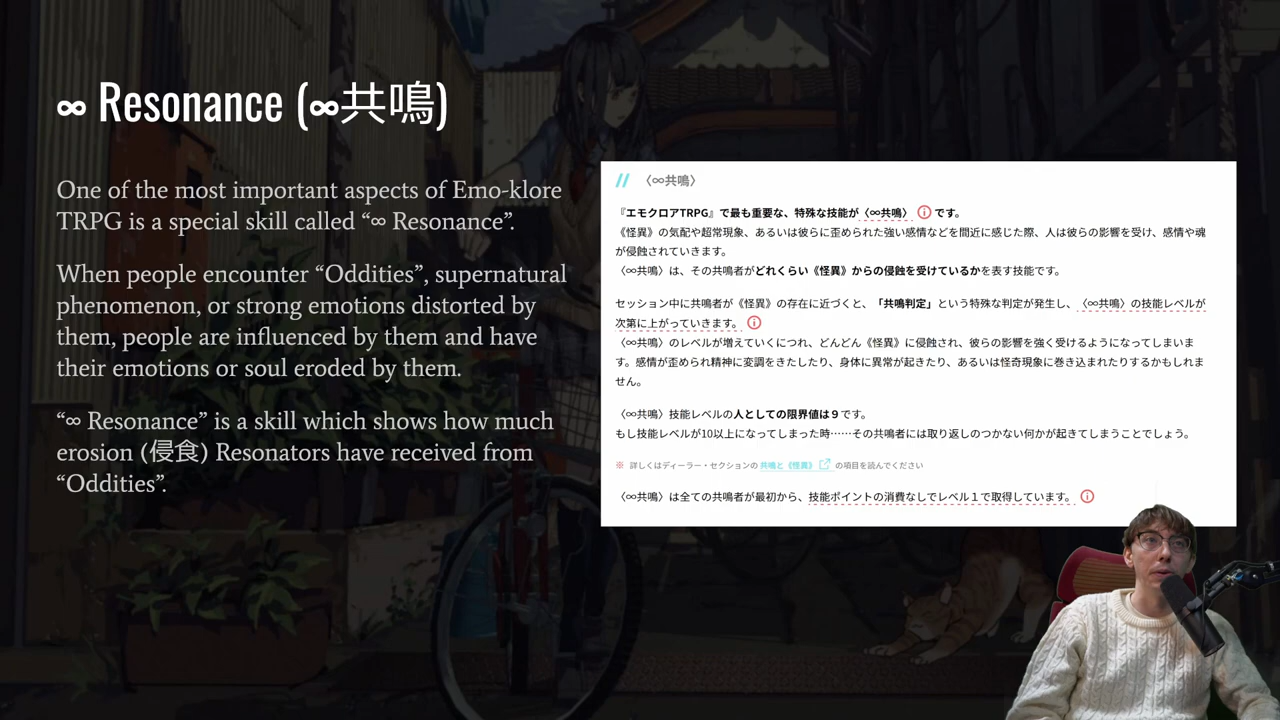 ∞ Resonance (∞共鳴)
One of the most important aspects of Emo-klore
TRPG is a special skill called “∞ Resonance”.
When people encounter “Oddities”, supernatural
phenomenon, or strong emotions distorted by
them, people are influenced by them and have
their emotions or soul eroded by them.
“∞ Resonance” is a skill which shows how much
erosion (侵食) Resonators have received from
“Oddities”.
〈∞共鳴〉
『エモクロアTRPG』で最も重要な、特殊な技能が〈∞共鳴〉です。
《怪異》の気配や超常現象、あるいは彼らに歪められた強い感情などを間近に感じた際、人は彼らの影響を受け、感情や魂
が侵蝕されていきます。
〈∞共鳴〉は、その共鳴者がどれくらい《怪異》からの侵蝕を受けているかを表す技能です。
セッション中に共鳴者が《怪異》の存在に近づくと、「共鳴判定」という特殊な判定が発生し、〈∞共鳴〉の技能レベルが
次第に上がっていきます。
〈∞共鳴〉のレベルが増えていくにつれ、どんどん《怪異》に侵蝕され、彼らの影響を強く受けるようになってしまいま
す。感情が歪められ精神に変調をきたしたり、身体に異常が起きたり、あるいは怪奇現象に巻き込まれたりするかもしれま
せん。
〈∞共鳴〉技能レベルの人としての限界値は９です。
もし技能レベルが10以上になってしまった時……その共鳴者には取り返しのつかない何かが起きてしまうことでしょう。
※ 詳しくはディーラー・セクションの 共鳴と《怪異》 の項目を読んでください
〈∞共鳴〉は全ての共鳴者が最初から、技能ポイントの消費なしでレベル１で取得しています。